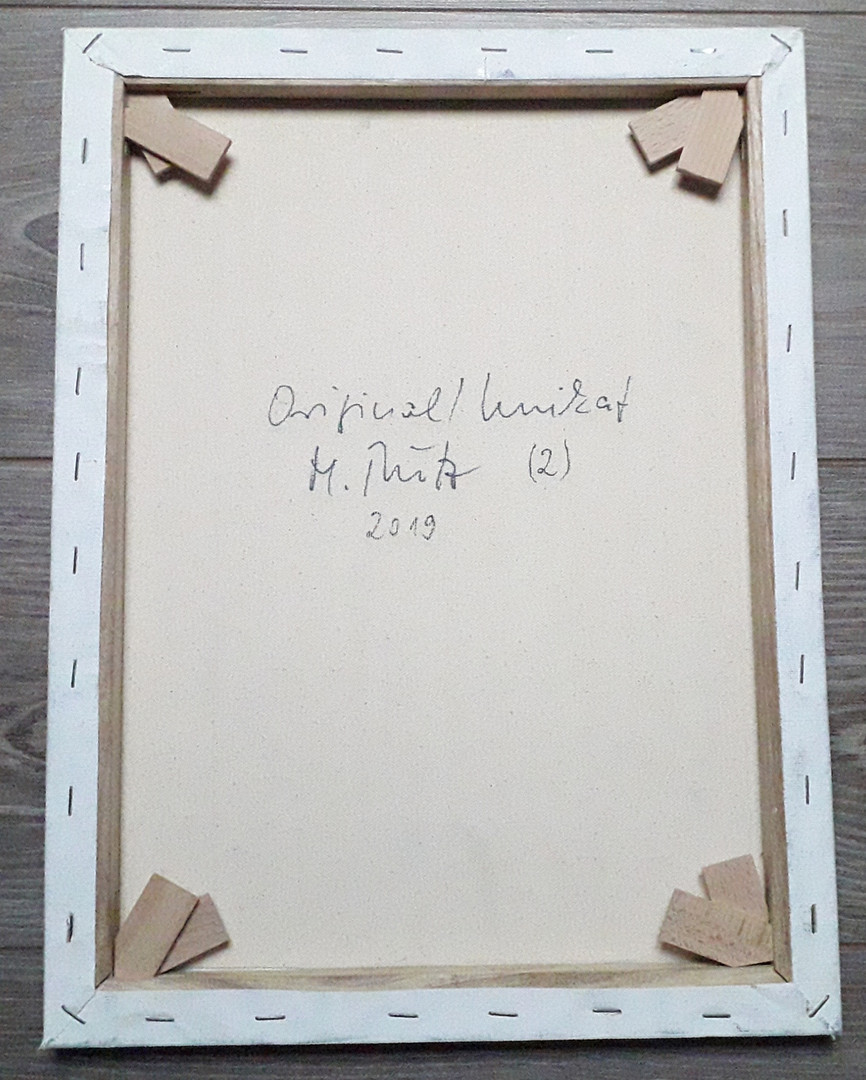 Original/Unikat
M. (2)
2019